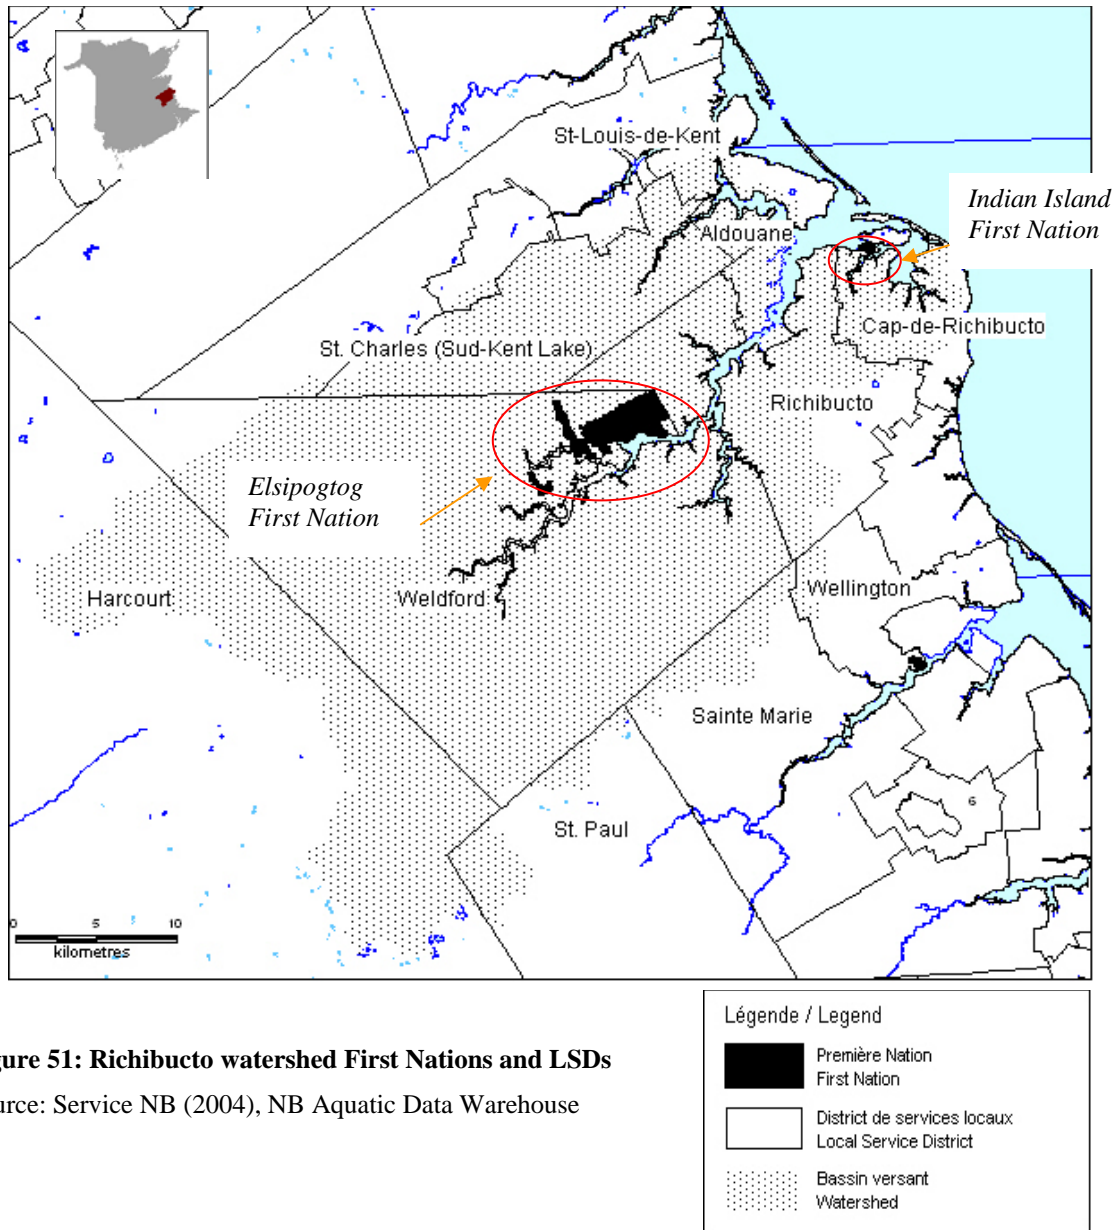 St-Louis-de-Kent
Indian Island
First Nation
Aldouane
Cap-de-Richibucto
St. Charles (Sud-Kent Lake)
Richibucto
Elsipogtog
First Nation
Harcourt
Weldford
Wellington
Sainte Marie
6
St. Paul
0 5 10
kilometres
gure 51: Richibucto watershed First Nations and LSDs
urce: Service NB (2004), NB Aquatic Data Warehouse
Légende / Legend
Première Nation
First Nation
District de services locaux
Local Service District
Bassin versant
Watershed